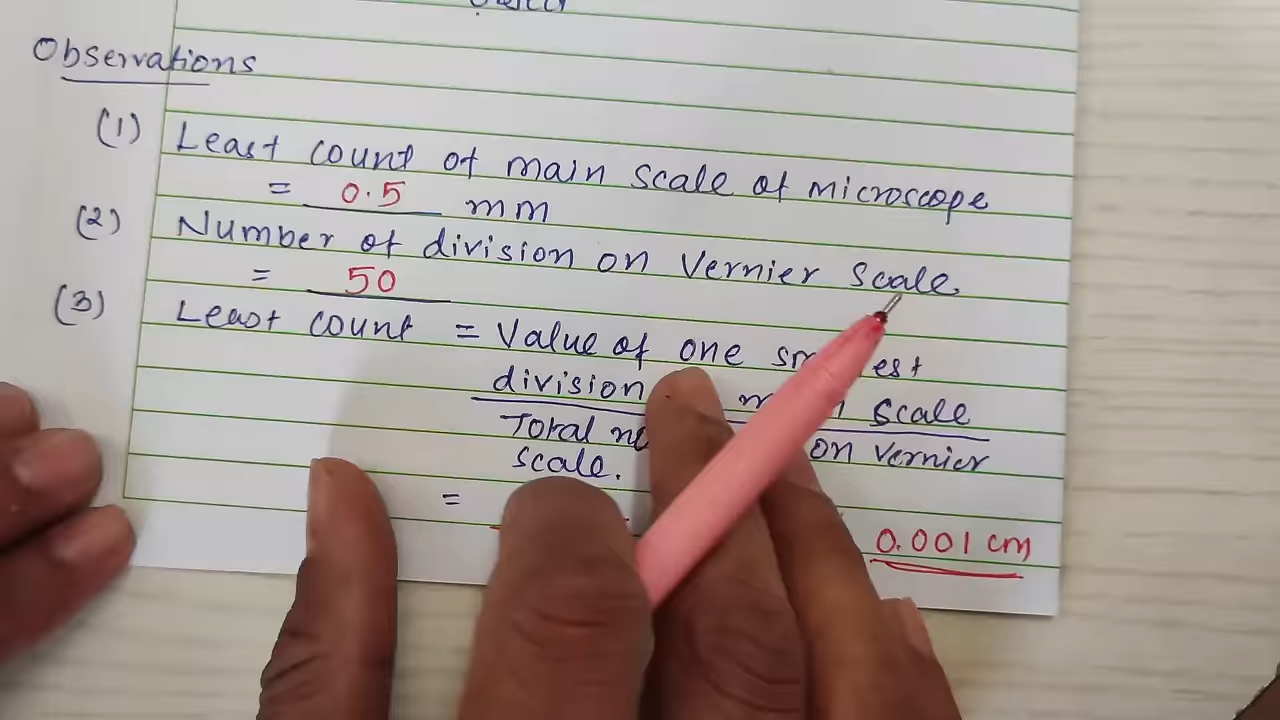 Observations
(1) Least count of main scale of microscope
= 0.5 mm
(2) Number of division on Vernier scale.
= 50
(3) Least count = Value of one
division scale
Total on Vernier
scale.
= 0.001 cm